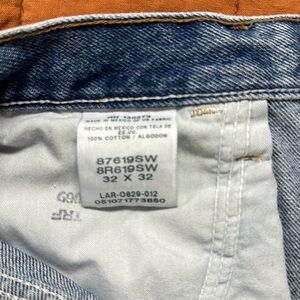 MADE IN MEXICO OF US FABRIC
HECHO EN MEXICO CON TELA DE
EE.UU.
100% COTTON / ALGODON
87619SW
8R619SW
32 X 32
LAR-O829-012
051071773850